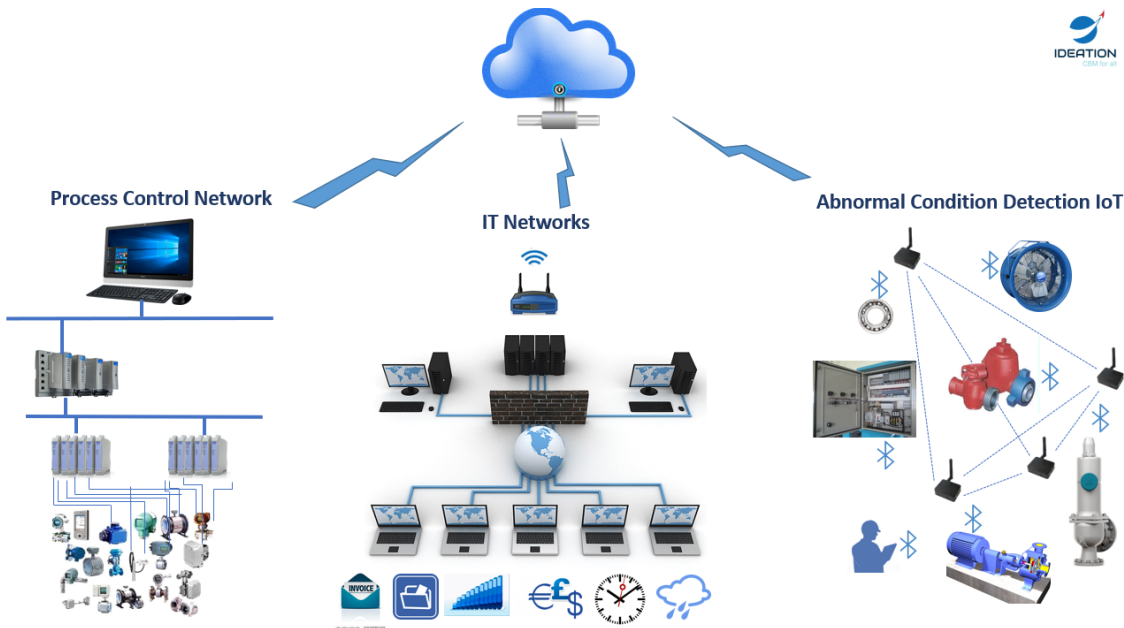 IDEATION
CBM for all
Process Control Network
IT Networks
Abnormal Condition Detection IoT
INVOICE